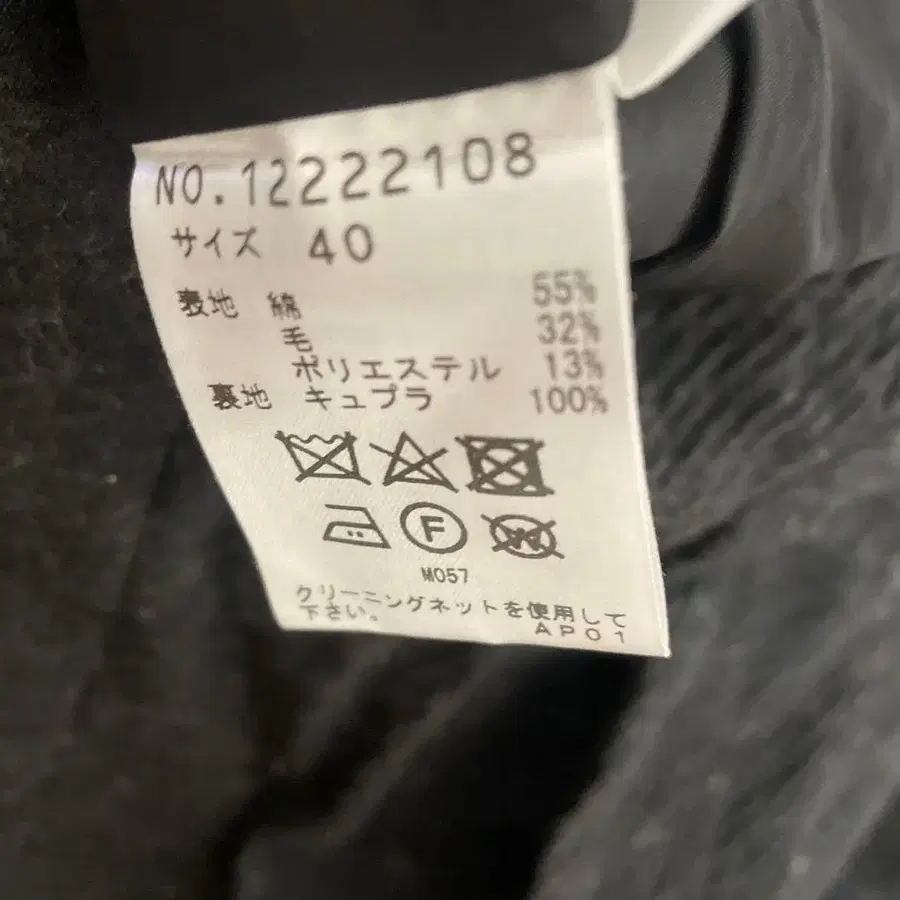 NO.12222108
サイズ 40
表地 綿 55%
毛 32%
ポリエステル 13%
裏地 キュプラ 100%
F
W
M057
クリーニングネットを使用して
下さい。
AP01